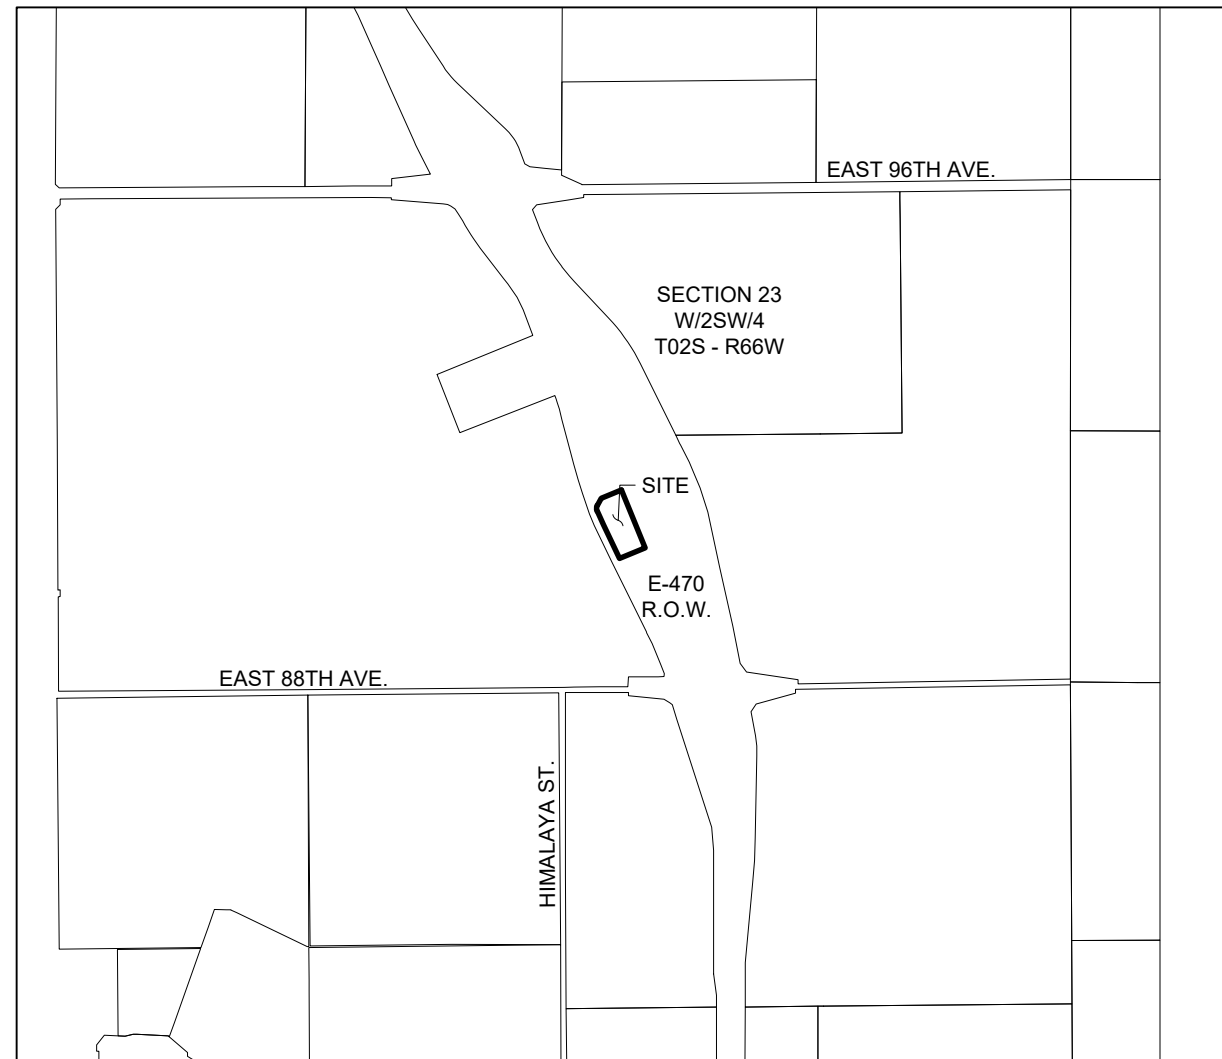 EAST 96TH AVE.
SECTION 23
W/2SW/4
T02S - R66W
SITE
E-470
R.O.W.
EAST 88TH AVE.
HIMALAYA ST.